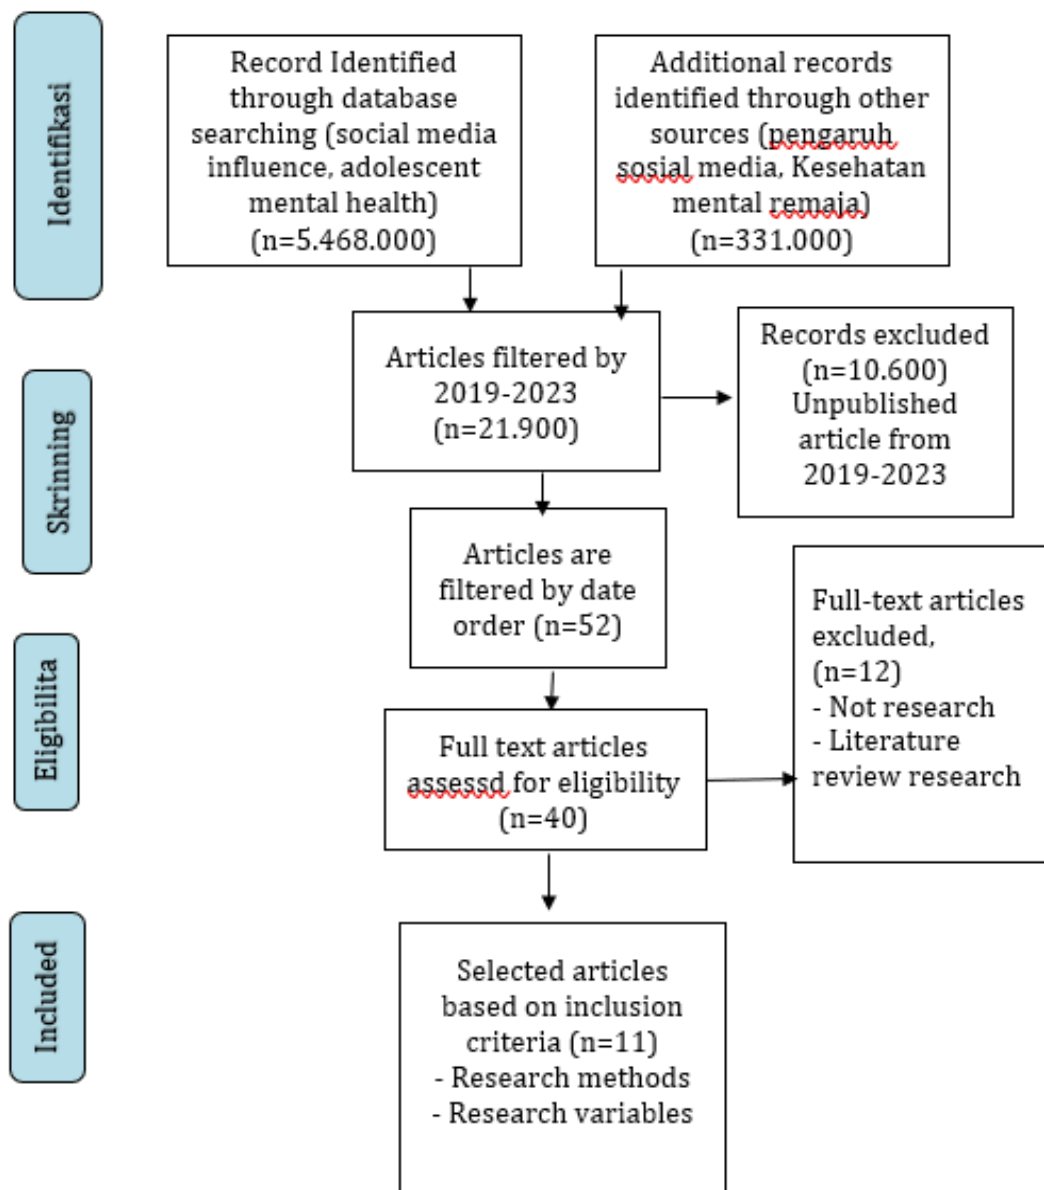 Identifikasi
Record Identified
through database
searching (social media
influence, adolescent
mental health)
(n=5.468.000)
Additional records
identified through other
sources (pengaruh
sosial media, Kesehatan
mental remaja)
(n=331.000)
Articles filtered by
2019-2023
(n=21.900)
Records excluded
(n=10.600)
Unpublished
article from
2019-2023
Skrinning
Articles are
filtered by date
order (n=52)
Full-text articles
excluded,
(n=12)
- Not research
- Literature
review research
Eligibilita
Full text articles
assessd for eligibility
(n=40)
Included
Selected articles
based on inclusion
criteria (n=11)
- Research methods
- Research variables